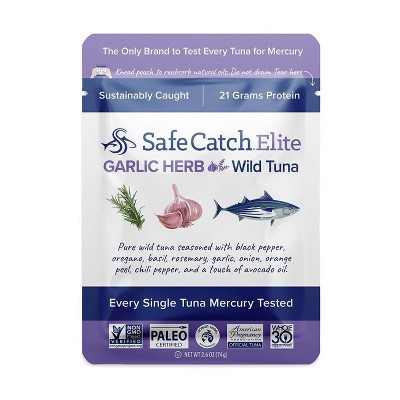 The Only Brand to Test Every Tuna for Mercury
Knead pouch to reabsorb natural oils. Do not drain. Tear here
Sustainably Caught | 21 Grams Protein
Safe Catch Elite
GARLIC HERB Wild Tuna
Pure wild tuna seasoned with black pepper,
oregano, basil, rosemary, garlic, onion, orange
peel, chili pepper, and a touch of avocado oil.
Every Single Tuna Mercury Tested
NON
GMO
Project
VERIFIED
nongmoproject.org
PALEO
CERTIFIED
American
Pregnancy
ASSOCIATION
OFFICIAL TUNA
WHOLE
30
APPROVED
NET WT 2.6 OZ (74g)